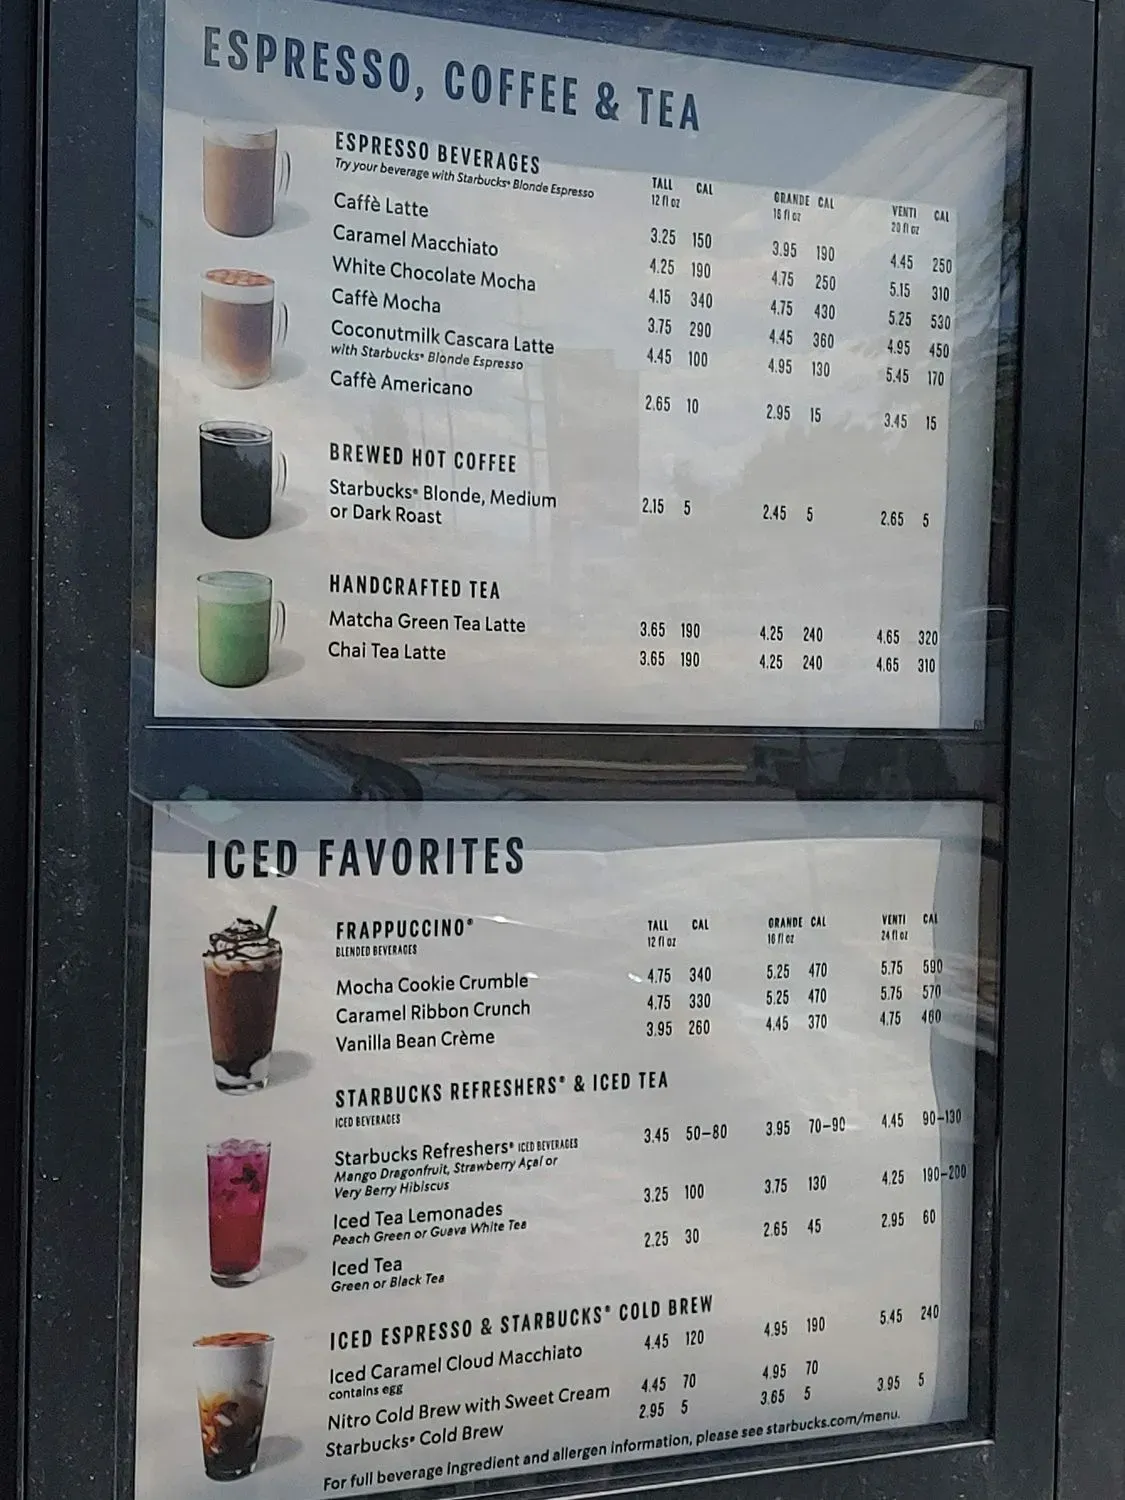 ESPRESSO, COFFEE & TEA
ESPRESSO BEVERAGES
Try your beverage with Starbucks® Blonde Espresso
TALL CAL GRANDE CAL VENTI CAL
12 fl oz 16 fl oz 20 fl oz
Caffè Latte 3.25 150 3.95 190 4.45 250
Caramel Macchiato 4.25 190 4.75 250 5.15 310
White Chocolate Mocha 4.15 340 4.75 430 5.25 530
Caffè Mocha 3.75 290 4.45 360 4.95 450
Coconutmilk Cascara Latte 4.45 100 4.95 130 5.45 170
with Starbucks® Blonde Espresso
Caffè Americano 2.65 10 2.95 15 3.45 15
BREWED HOT COFFEE
Starbucks® Blonde, Medium
or Dark Roast 2.15 5 2.45 5 2.65 5
HANDCRAFTED TEA
Matcha Green Tea Latte 3.65 190 4.25 240 4.65 320
Chai Tea Latte 3.65 190 4.25 240 4.65 310
ICED FAVORITES
FRAPPUCCINO®
BLENDED BEVERAGES
TALL CAL GRANDE CAL VENTI CAL
12 fl oz 16 fl oz 24 fl oz
Mocha Cookie Crumble 4.75 340 5.25 470 5.75 590
Caramel Ribbon Crunch 4.75 330 5.25 470 5.75 570
Vanilla Bean Crème 3.95 260 4.45 370 4.75 460
STARBUCKS REFRESHERS® & ICED TEA
ICED BEVERAGES
Starbucks Refreshers® ICED BEVERAGES 3.45 50–80 3.95 70–90 4.45 90–130
Mango Dragonfruit, Strawberry Açaí or
Very Berry Hibiscus
Iced Tea Lemonades 3.25 100 3.75 130 4.25 190–200
Peach Green or Guava White Tea
Iced Tea 2.25 30 2.65 45 2.95 60
Green or Black Tea
ICED ESPRESSO & STARBUCKS® COLD BREW
Iced Caramel Cloud Macchiato 4.45 120 4.95 190 5.45 240
contains egg
Nitro Cold Brew with Sweet Cream 4.45 70 4.95 70
Starbucks® Cold Brew 2.95 5 3.65 5 3.95 5
For full beverage ingredient and allergen information, please see starbucks.com/menu.